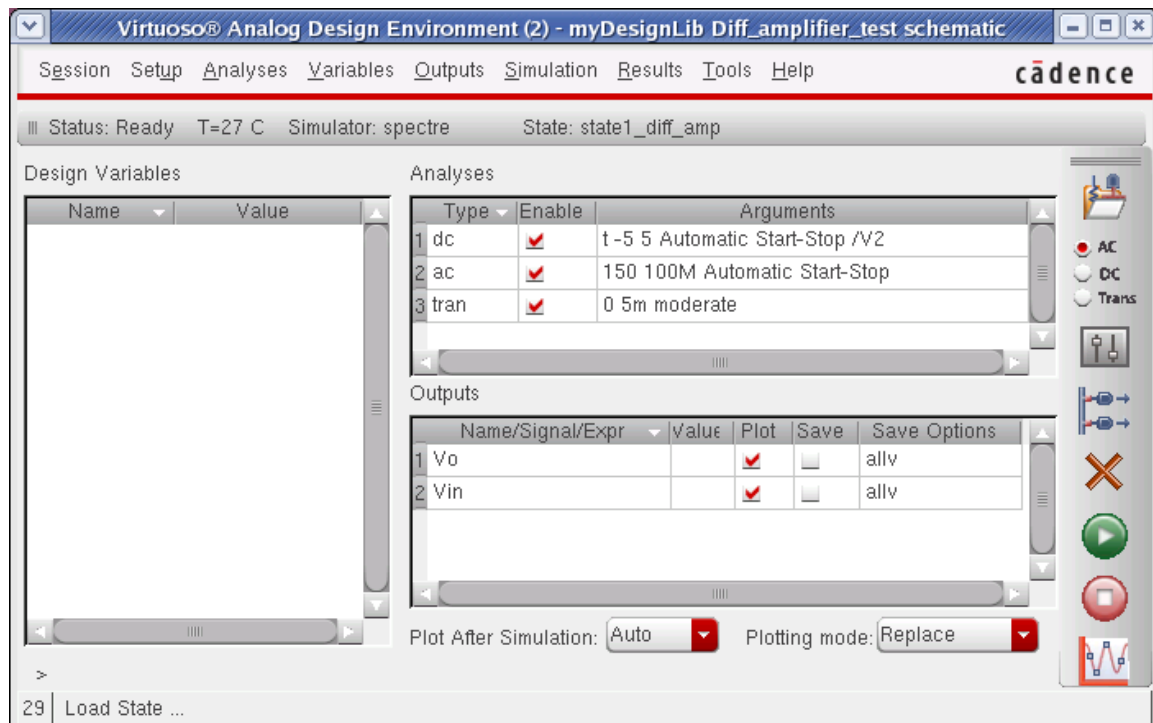 Virtuoso® Analog Design Environment (2) - myDesignLib Diff_amplifier_test schematic
Session Setup Analyses Variables Outputs Simulation Results Tools Help cādence
Status: Ready T=27 C Simulator: spectre State: state1_diff_amp
Design Variables
Name Value
Analyses
Type Enable Arguments
1 dc t -5 5 Automatic Start-Stop /V2
2 ac 150 100M Automatic Start-Stop
3 tran 0 5m moderate
Outputs
Name/Signal/Expr Value Plot Save Save Options
1 Vo allv
2 Vin allv
Plot After Simulation: Auto Plotting mode: Replace
AC
DC
Trans
>
29 Load State ...